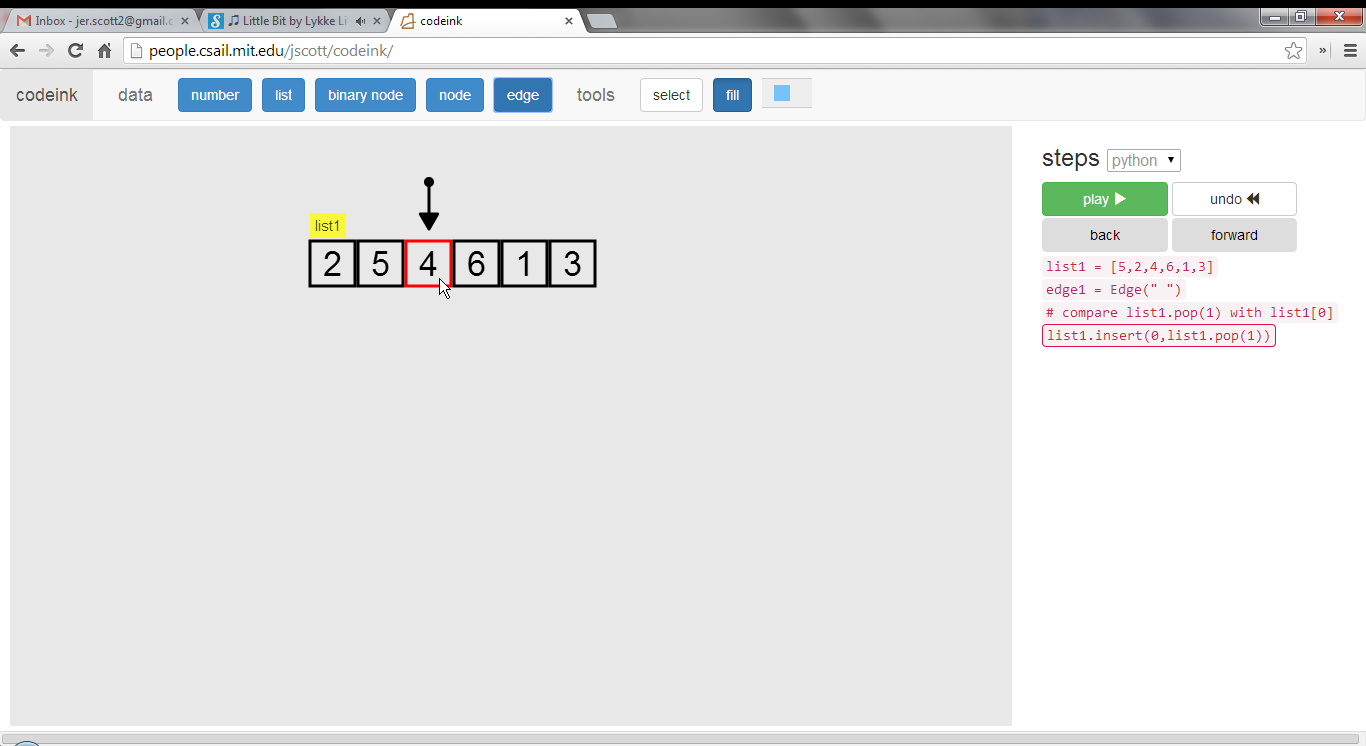 Inbox - jer.scott2@gmail.c
Little Bit by Lykke Li
codeink
people.csail.mit.edu/jscott/codeink/
»
codeink data number list binary node node edge tools select fill
steps python
play undo
back forward
list1 = [5,2,4,6,1,3]
edge1 = Edge(" ")
# compare list1.pop(1) with list1[0]
list1.insert(0,list1.pop(1))
list1
2 5 4 6 1 3